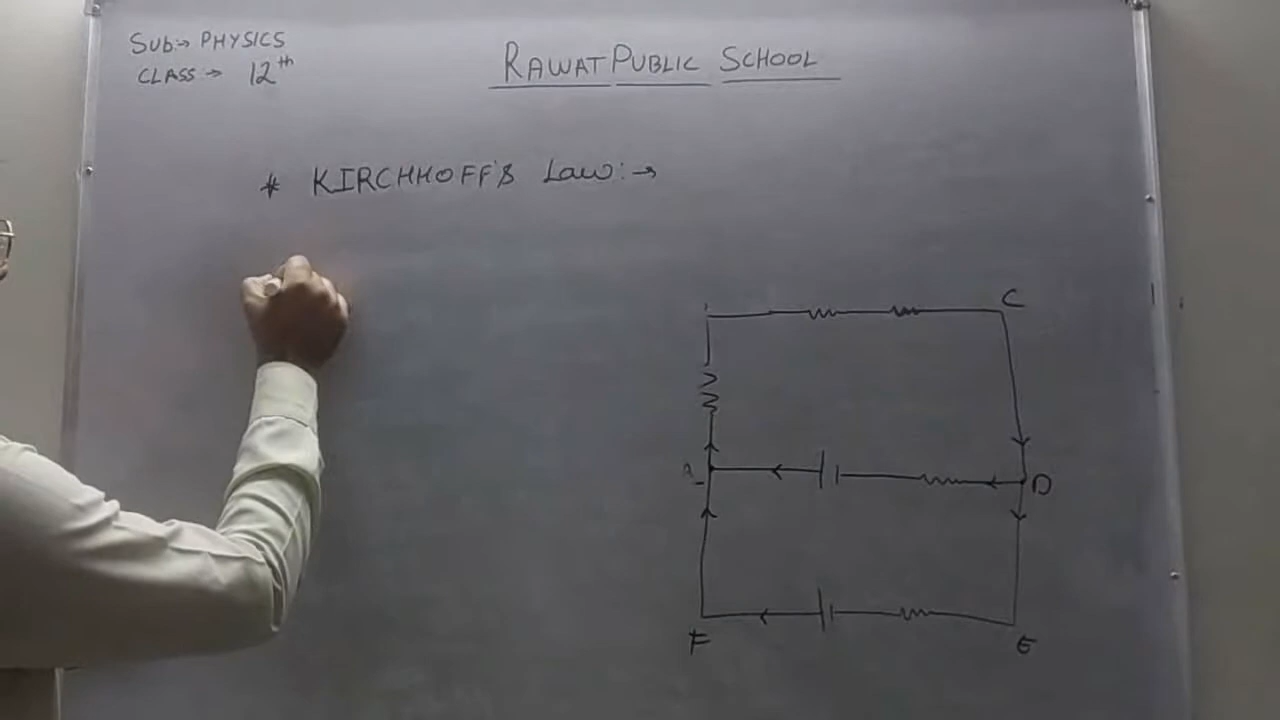 SUB:→ PHYSICS
CLASS → 12th
RAWAT PUBLIC SCHOOL
* KIRCHHOFF'S Law:→
C
A
D
F
E